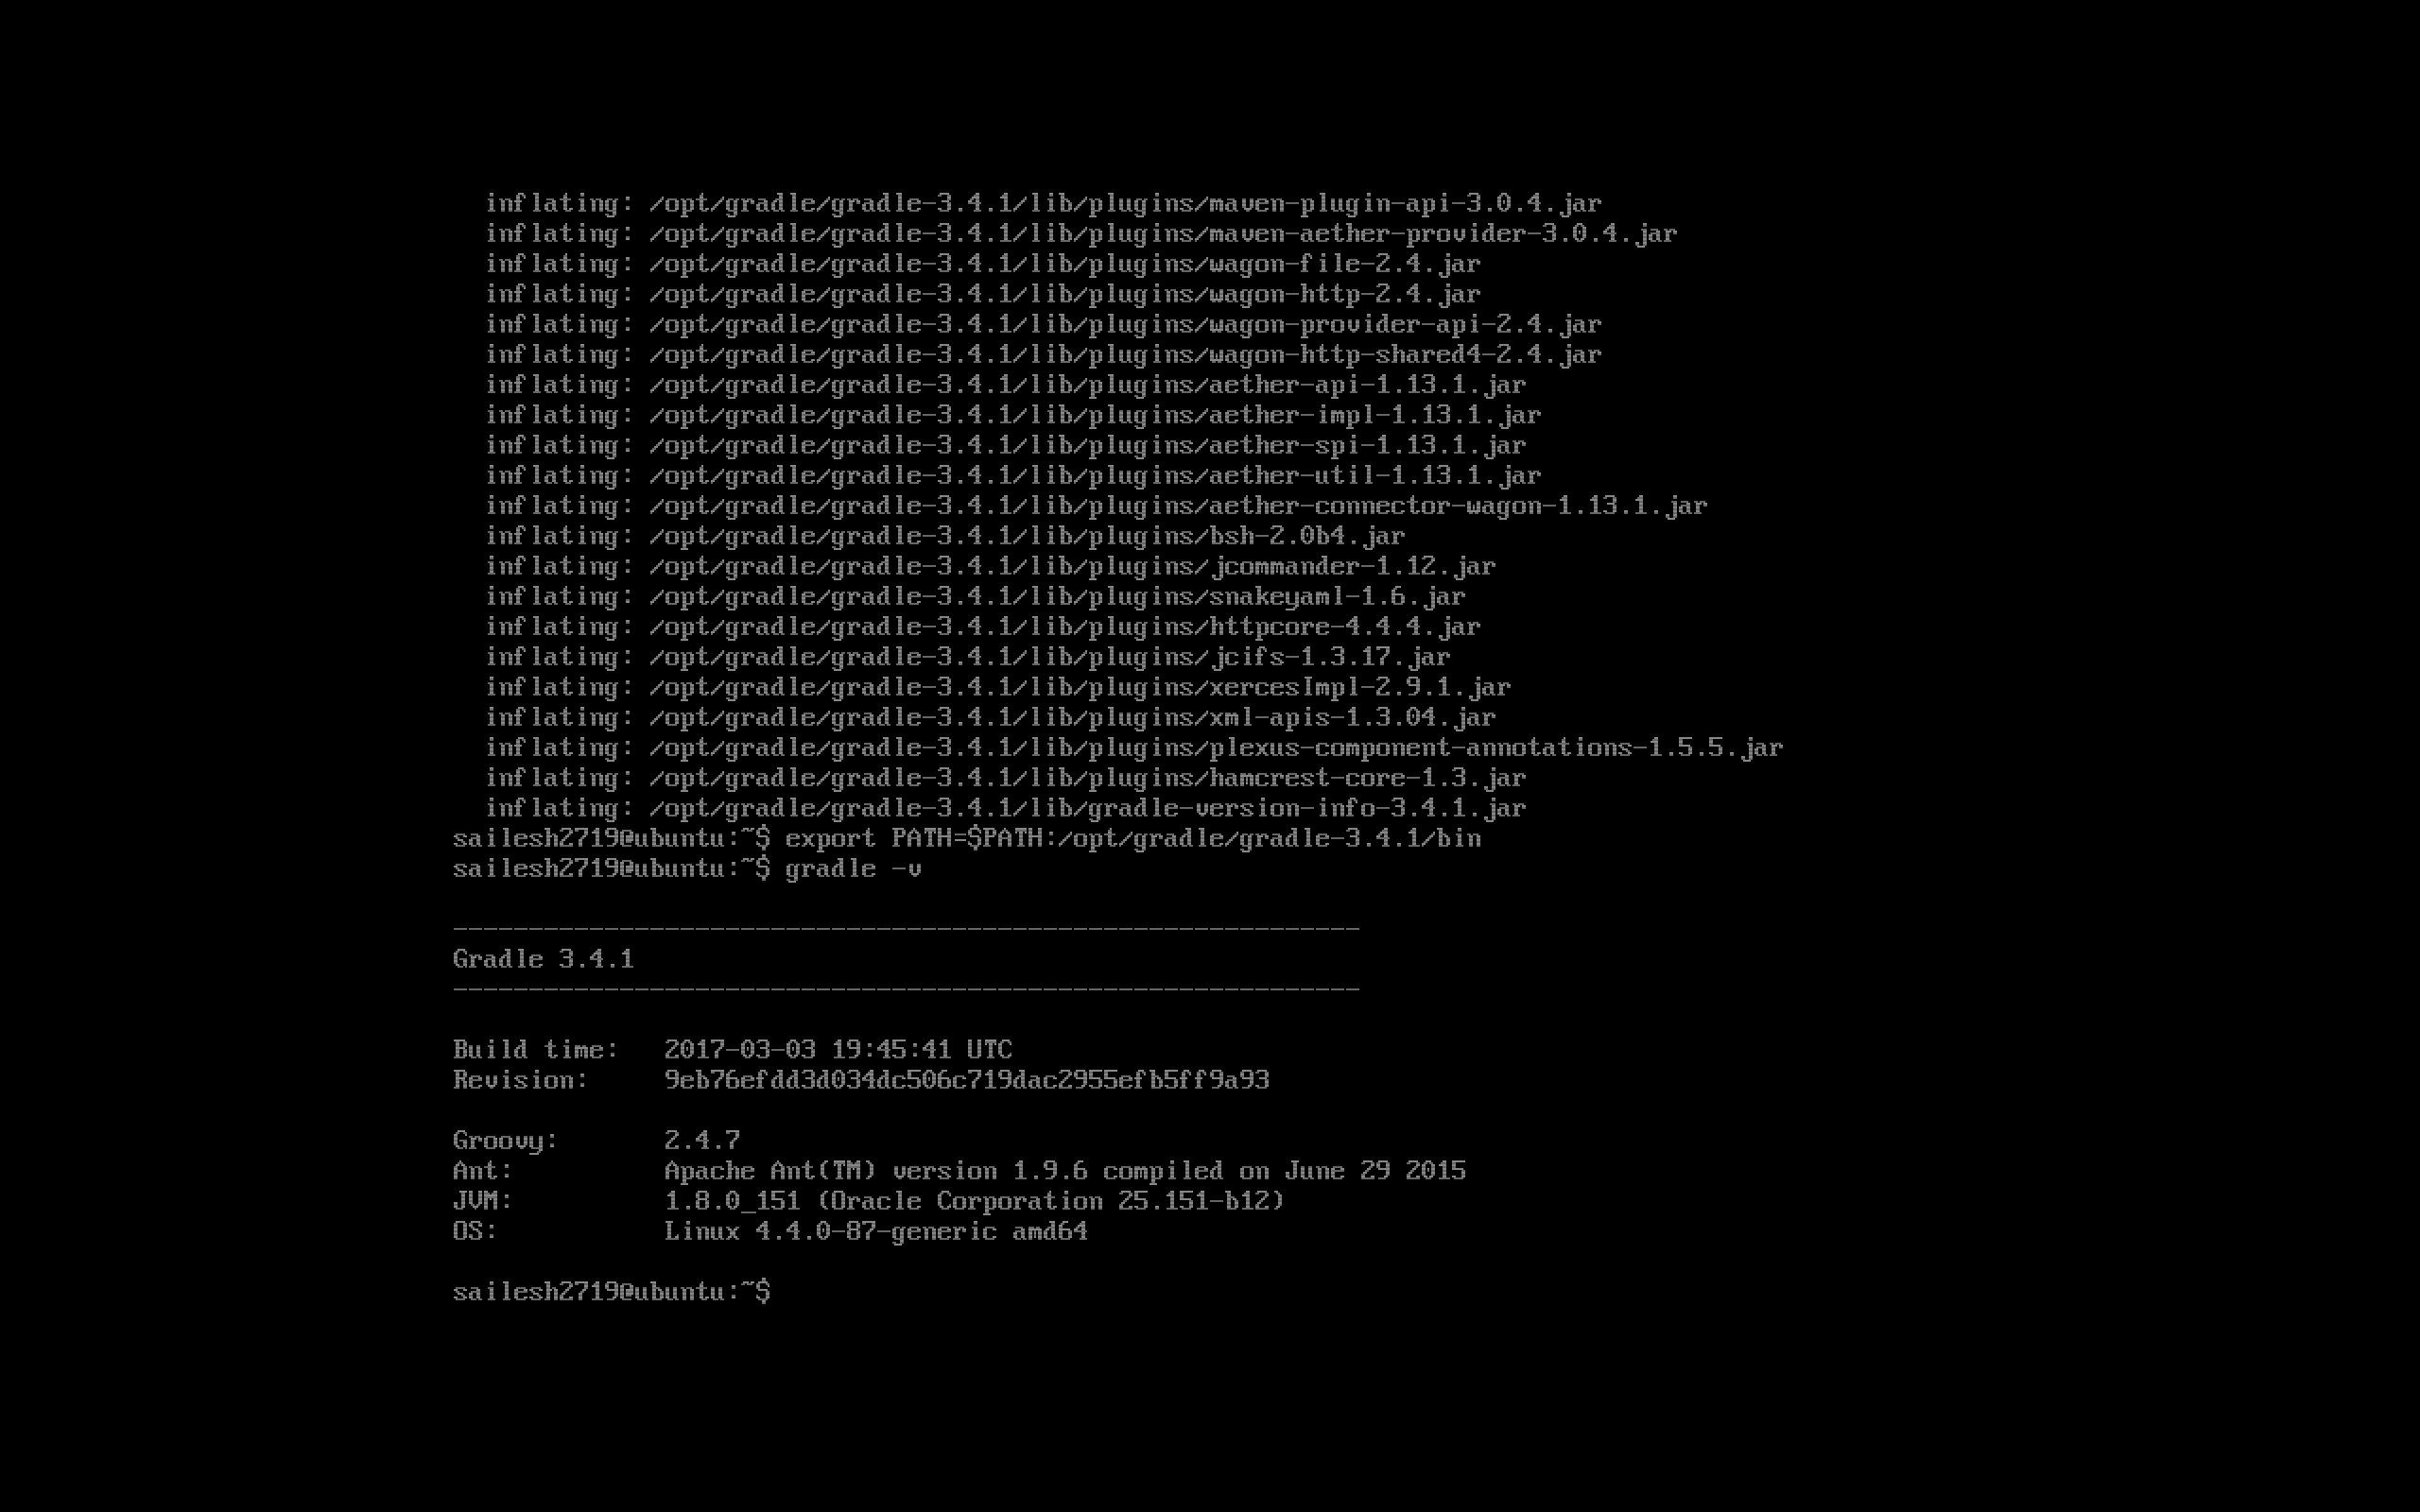 inflating: /opt/gradle/gradle-3.4.1/lib/plugins/maven-plugin-api-3.0.4.jar
inflating: /opt/gradle/gradle-3.4.1/lib/plugins/maven-aether-provider-3.0.4.jar
inflating: /opt/gradle/gradle-3.4.1/lib/plugins/wagon-file-2.4.jar
inflating: /opt/gradle/gradle-3.4.1/lib/plugins/wagon-http-2.4.jar
inflating: /opt/gradle/gradle-3.4.1/lib/plugins/wagon-provider-api-2.4.jar
inflating: /opt/gradle/gradle-3.4.1/lib/plugins/wagon-http-shared4-2.4.jar
inflating: /opt/gradle/gradle-3.4.1/lib/plugins/aether-api-1.13.1.jar
inflating: /opt/gradle/gradle-3.4.1/lib/plugins/aether-impl-1.13.1.jar
inflating: /opt/gradle/gradle-3.4.1/lib/plugins/aether-spi-1.13.1.jar
inflating: /opt/gradle/gradle-3.4.1/lib/plugins/aether-util-1.13.1.jar
inflating: /opt/gradle/gradle-3.4.1/lib/plugins/aether-connector-wagon-1.13.1.jar
inflating: /opt/gradle/gradle-3.4.1/lib/plugins/bsh-2.0b4.jar
inflating: /opt/gradle/gradle-3.4.1/lib/plugins/jcommander-1.12.jar
inflating: /opt/gradle/gradle-3.4.1/lib/plugins/snakeyaml-1.6.jar
inflating: /opt/gradle/gradle-3.4.1/lib/plugins/httpcore-4.4.4.jar
inflating: /opt/gradle/gradle-3.4.1/lib/plugins/jcifs-1.3.17.jar
inflating: /opt/gradle/gradle-3.4.1/lib/plugins/xercesImpl-2.9.1.jar
inflating: /opt/gradle/gradle-3.4.1/lib/plugins/xml-apis-1.3.04.jar
inflating: /opt/gradle/gradle-3.4.1/lib/plugins/plexus-component-annotations-1.5.5.jar
inflating: /opt/gradle/gradle-3.4.1/lib/plugins/hamcrest-core-1.3.jar
inflating: /opt/gradle/gradle-3.4.1/lib/gradle-version-info-3.4.1.jar
sailesh2719@ubuntu:~$ export PATH=$PATH:/opt/gradle/gradle-3.4.1/bin
sailesh2719@ubuntu:~$ gradle -v
------------------------------------------------------------
Gradle 3.4.1
------------------------------------------------------------
Build time:   2017-03-03 19:45:41 UTC
Revision:     9eb76efdd3d034dc506c719dac2955efb5ff9a93
Groovy:       2.4.7
Ant:          Apache Ant(TM) version 1.9.6 compiled on June 29 2015
JVM:          1.8.0_151 (Oracle Corporation 25.151-b12)
OS:           Linux 4.4.0-87-generic amd64
sailesh2719@ubuntu:~$